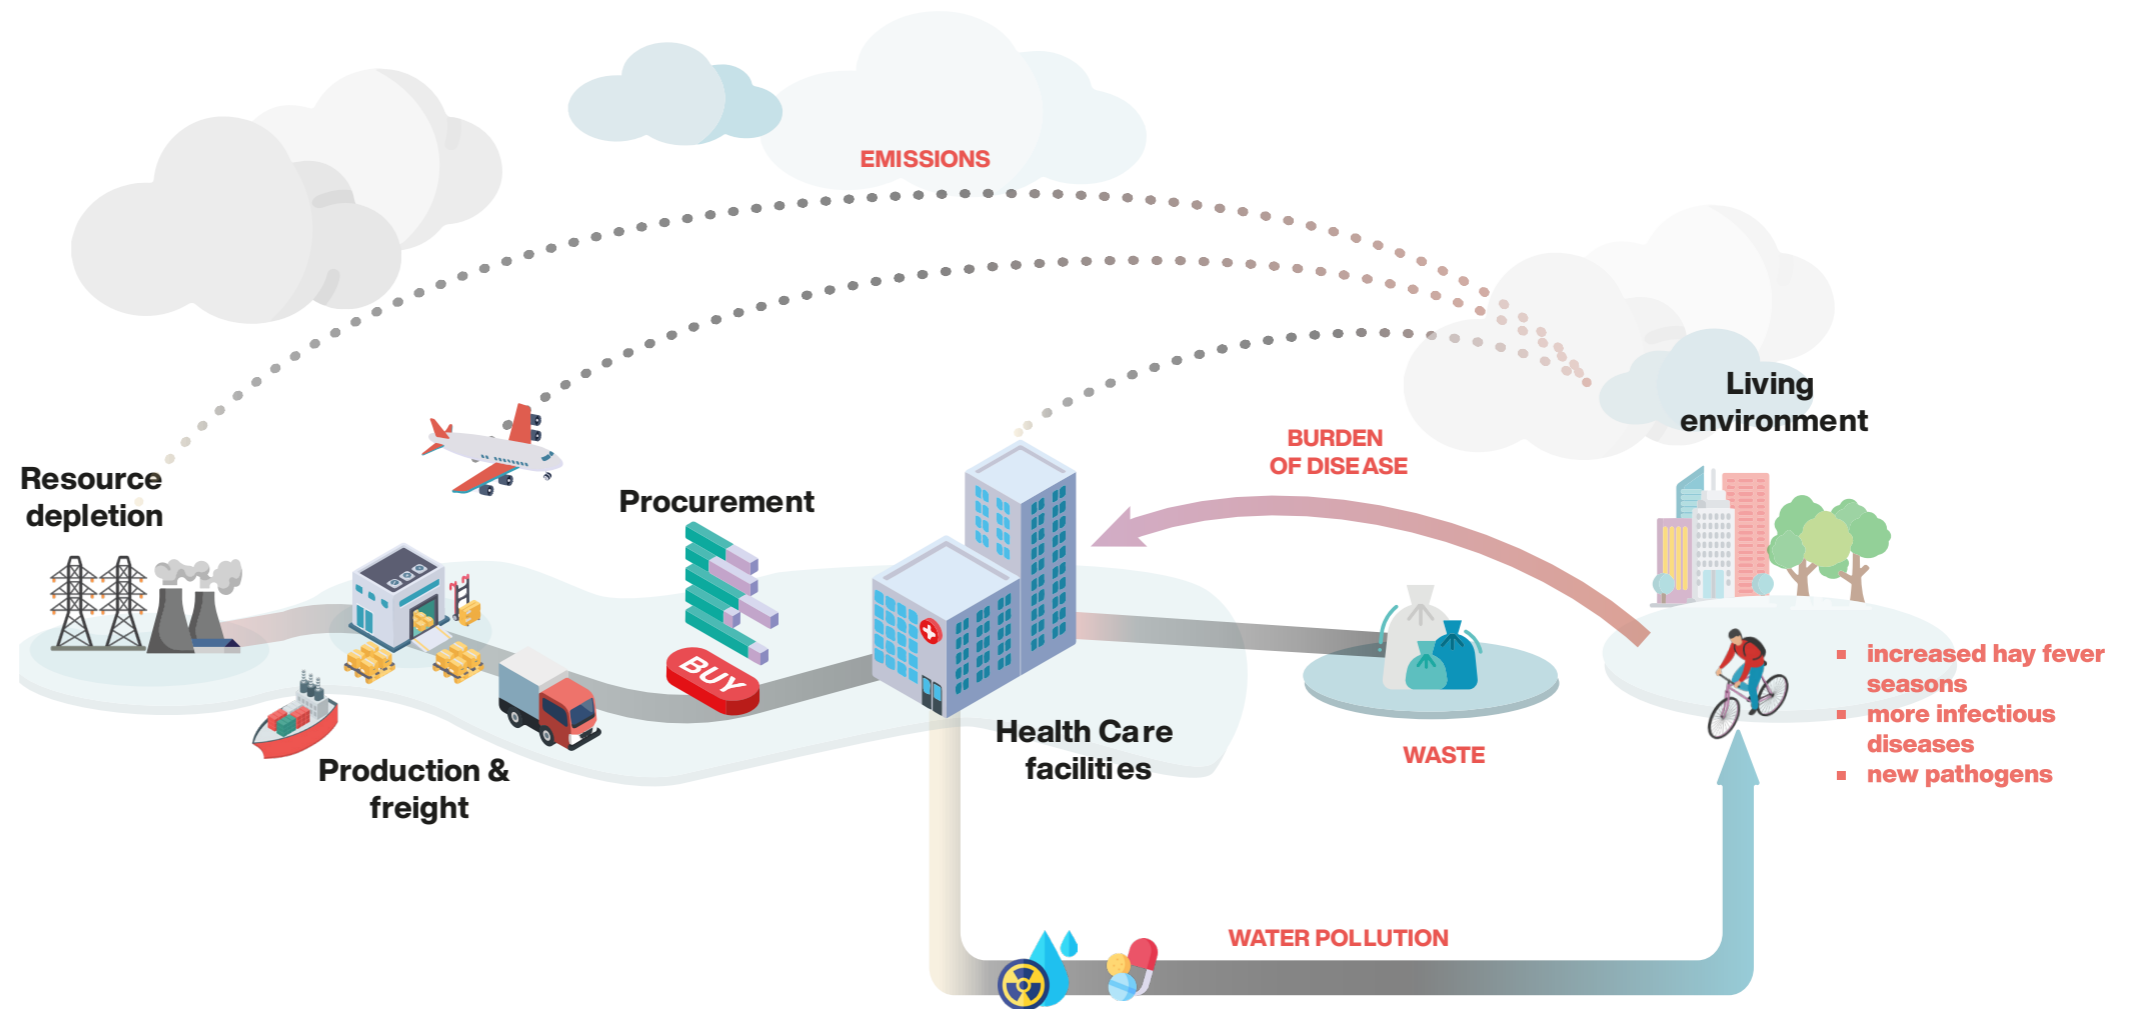 EMISSIONS
Living
environment
BURDEN
OF DISEASE
Resource
depletion
Procurement
BUY
increased hay fever
seasons
more infectious
diseases
new pathogens
Health Care
facilities
WASTE
Production &
freight
WATER POLLUTION